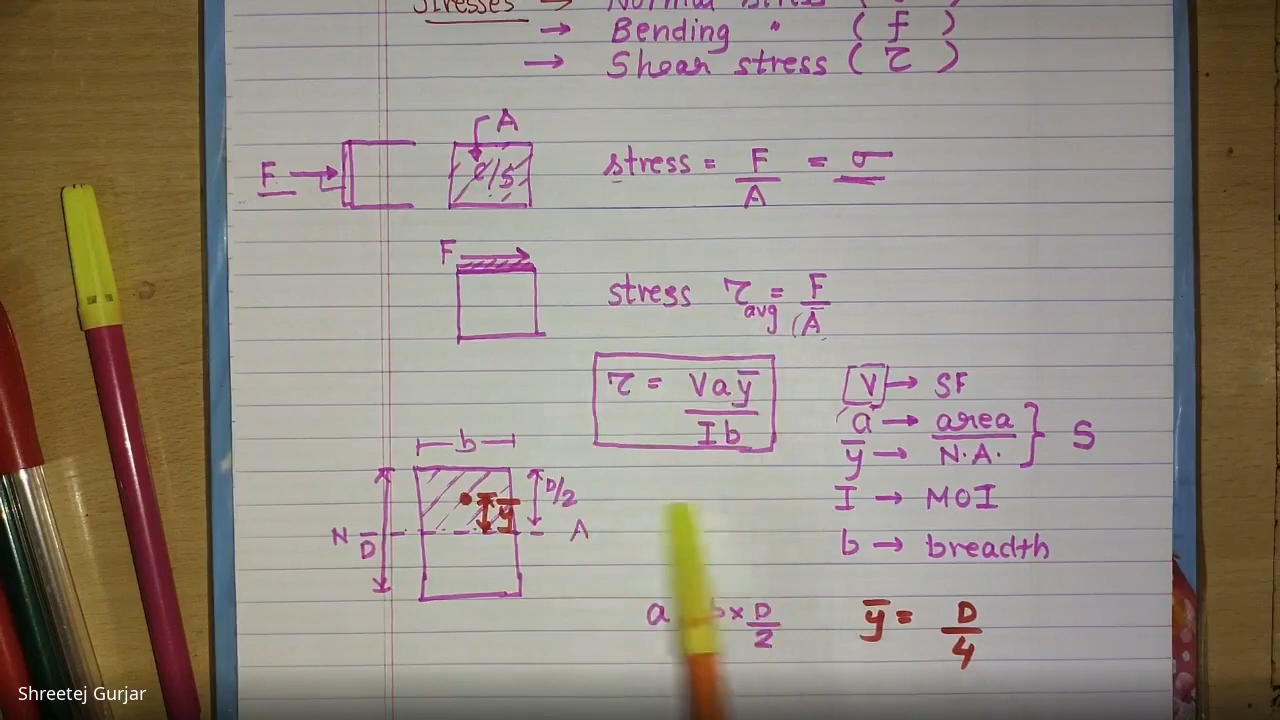 Stresses → Normal stress (
→ Bending " ( f )
→ Shear stress ( τ )
A
F c/s stress = F/A = σ
F
stress τavg = F/A
τ = Vaȳ/Ib
V → SF
a → area
ȳ → N.A. } S
b
D/2
ȳ
I → MOI
N D A
b → breadth
a b × D/2 ȳ = D/4
Shreetej Gurjar